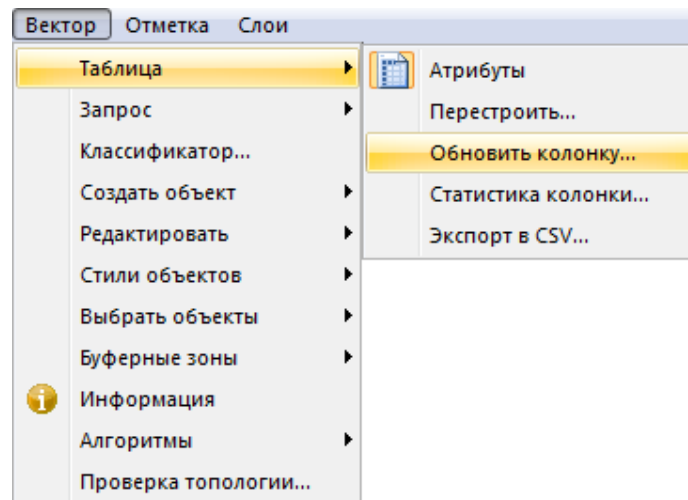 Вектор Отметка Слои
Таблица
Запрос
Классификатор...
Создать объект
Редактировать
Стили объектов
Выбрать объекты
Буферные зоны
Информация
Алгоритмы
Проверка топологии...
Атрибуты
Перестроить...
Обновить колонку...
Статистика колонки...
Экспорт в CSV...